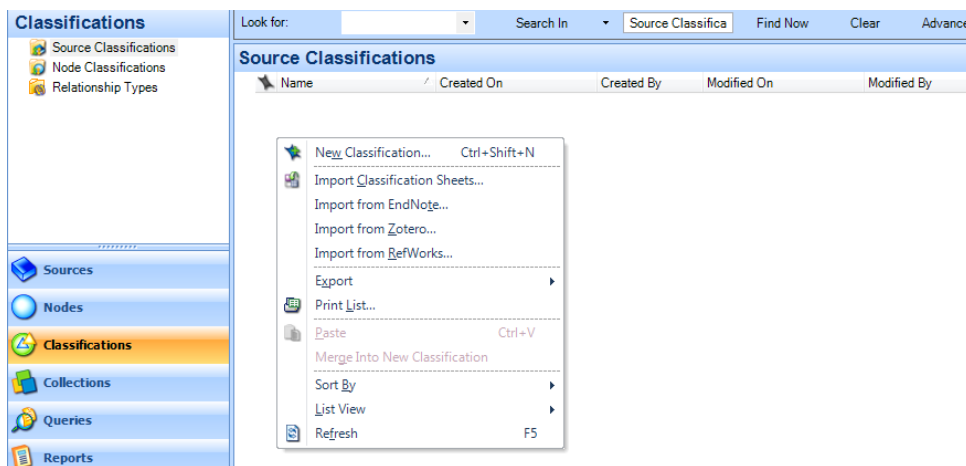 Classifications
Source Classifications
Node Classifications
Relationship Types
Sources
Nodes
Classifications
Collections
Queries
Reports
Look for: Search In Source Classifica Find Now Clear Advance
Source Classifications
Name Created On Created By Modified On Modified By
New Classification... Ctrl+Shift+N
Import Classification Sheets...
Import from EndNote...
Import from Zotero...
Import from RefWorks...
Export
Print List...
Paste Ctrl+V
Merge Into New Classification
Sort By
List View
Refresh F5